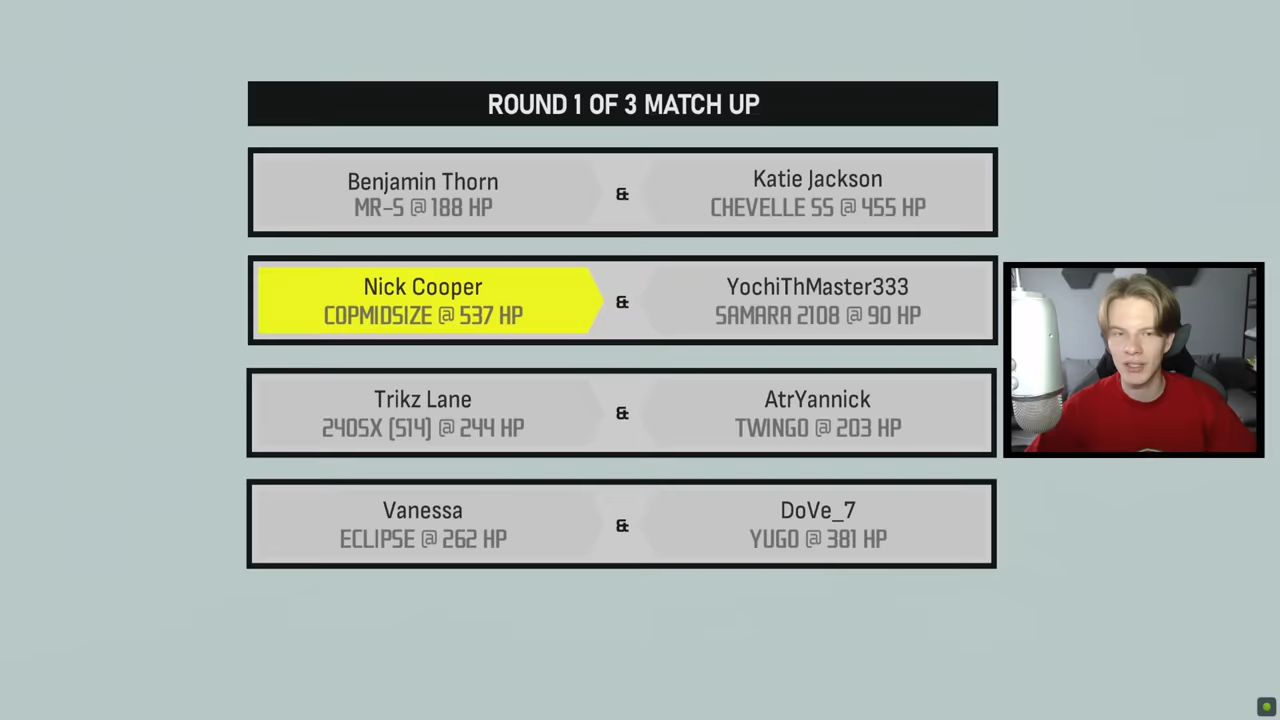 ROUND 1 OF 3 MATCH UP
Benjamin Thorn
MR-S @ 188 HP
&
Katie Jackson
CHEVELLE SS @ 455 HP
Nick Cooper
COPMIDSIZE @ 537 HP
&
YochiThMaster333
SAMARA 2108 @ 90 HP
Trikz Lane
240SX (S14) @ 244 HP
&
AtrYannick
TWINGO @ 203 HP
Vanessa
ECLIPSE @ 262 HP
&
DoVe_7
YUGO @ 381 HP